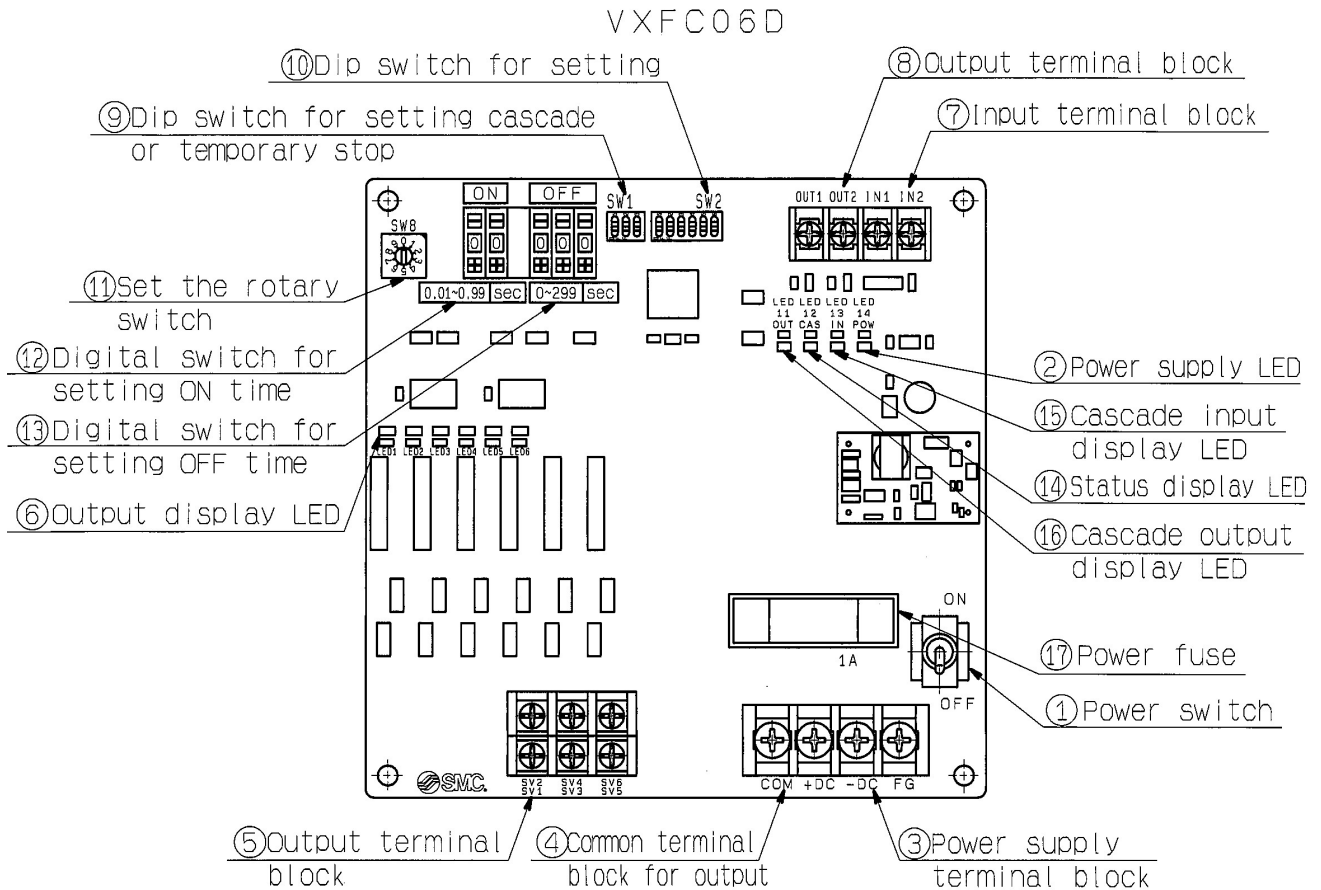 VXFC06D
⑩Dip switch for setting
⑧Output terminal block
⑨Dip switch for setting cascade
or temporary stop
⑦Input terminal block
ON OFF
SW1 SW2
OUT1 OUT2 IN1 IN2
SW8
0 0 0 0 0
⑪Set the rotary
switch
0.01~0.99 sec 0~299 sec
LED LED LED LED
11 12 13 14
OUT CAS IN POW
⑫Digital switch for
setting ON time
②Power supply LED
⑬Digital switch for
setting OFF time
⑮Cascade input
display LED
LED1 LED2 LED3 LED4 LED5 LED6
⑭Status display LED
⑥Output display LED
⑯Cascade output
display LED
ON
1A
⑰Power fuse
OFF
①Power switch
SMC.
SV2 SV4 SV6
SV1 SV3 SV5
COM +DC -DC FG
⑤Output terminal
block
④Common terminal
block for output
③Power supply
terminal block